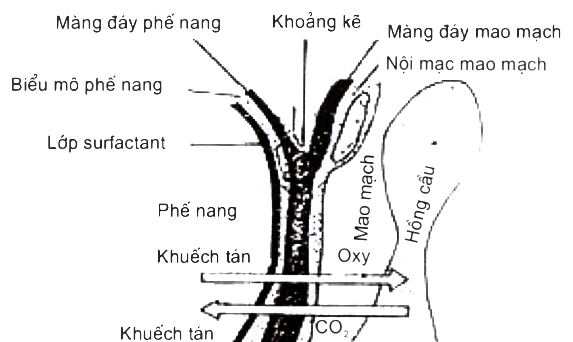 Màng đáy phế nang
Khoảng kẽ
Màng đáy mao mạch
Nội mạc mao mạch
Biểu mô phế nang
Lớp surfactant
Phế nang
Mao mạch
Hồng cầu
Khuếch tán
Oxy
CO₂
Khuếch tán